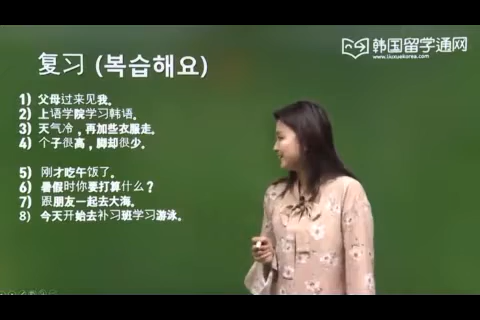 韩国留学通网
www.liuxuekorea.com
复习 (복습해요)
1) 父母过来见我。
2) 上语学院学习韩语。
3) 天气冷，再加些衣服走。
4) 个子很高，脚却很少。
5) 刚才吃午饭了。
6) 暑假时你要打算什么？
7) 跟朋友一起去大海。
8) 今天开始去补习班学习游泳。